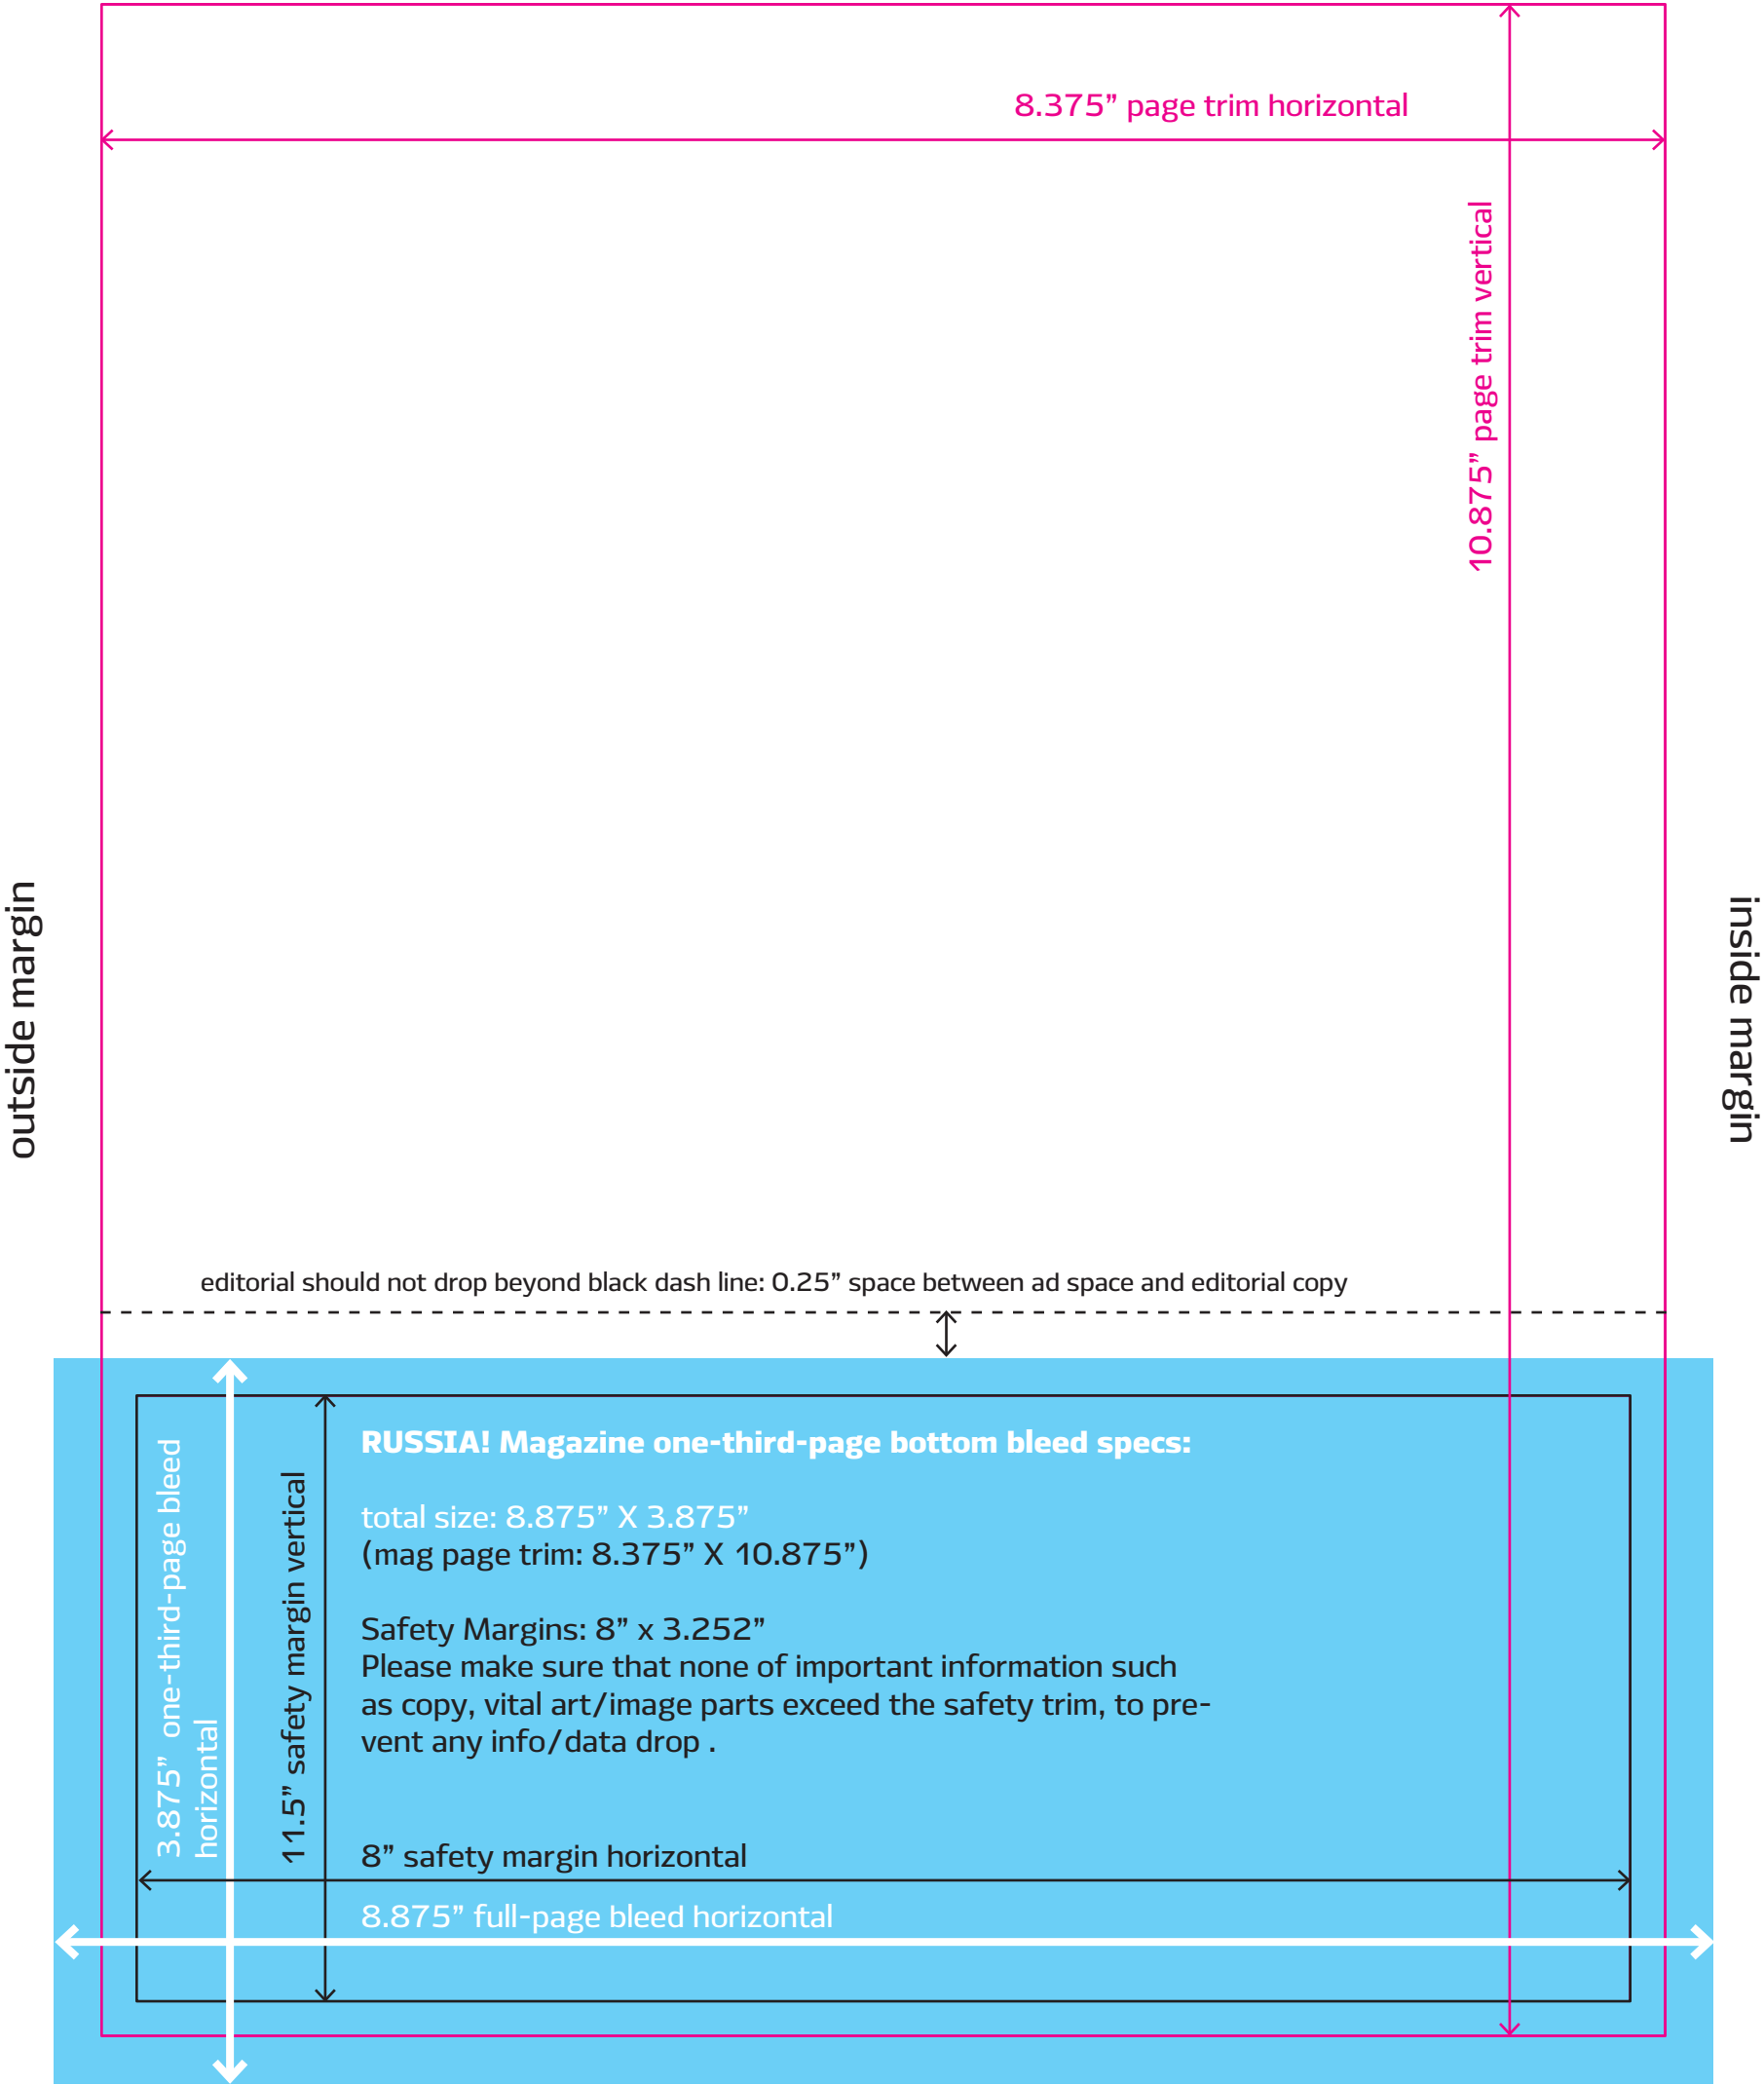 8.375” page trim horizontal
10.875” page trim vertical
outside margin
inside margin
editorial should not drop beyond black dash line: 0.25” space between ad space and editorial copy
3.875” one-third-page bleed
horizontal
11.5” safety margin vertical
RUSSIA! Magazine one-third-page bottom bleed specs:
total size: 8.875” X 3.875”
(mag page trim: 8.375” X 10.875”)
Safety Margins: 8” x 3.252”
Please make sure that none of important information such
as copy, vital art/image parts exceed the safety trim, to pre-
vent any info/data drop .
8” safety margin horizontal
8.875” full-page bleed horizontal